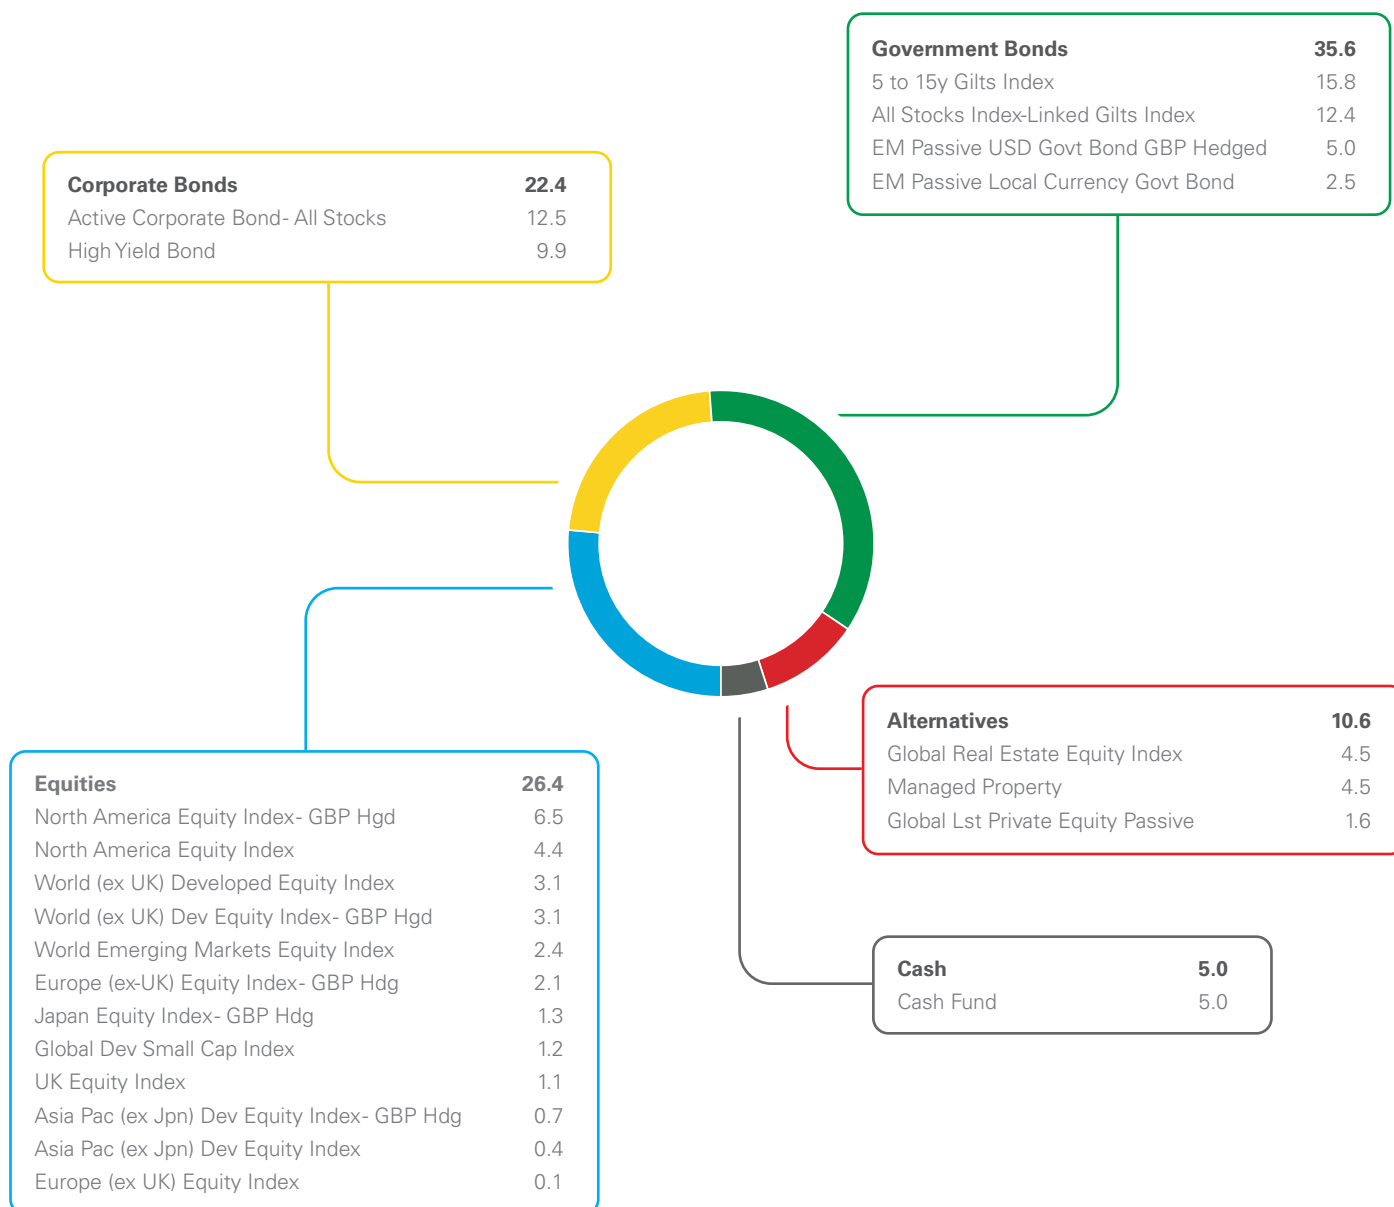 Government Bonds 35.6
5 to 15y Gilts Index 15.8
All Stocks Index-Linked Gilts Index 12.4
EM Passive USD Govt Bond GBP Hedged 5.0
EM Passive Local Currency Govt Bond 2.5
Corporate Bonds 22.4
Active Corporate Bond- All Stocks 12.5
High Yield Bond 9.9
Equities 26.4
North America Equity Index- GBP Hgd 6.5
North America Equity Index 4.4
World (ex UK) Developed Equity Index 3.1
World (ex UK) Dev Equity Index- GBP Hgd 3.1
World Emerging Markets Equity Index 2.4
Europe (ex-UK) Equity Index- GBP Hdg 2.1
Japan Equity Index- GBP Hdg 1.3
Global Dev Small Cap Index 1.2
UK Equity Index 1.1
Asia Pac (ex Jpn) Dev Equity Index- GBP Hdg 0.7
Asia Pac (ex Jpn) Dev Equity Index 0.4
Europe (ex UK) Equity Index 0.1
Alternatives 10.6
Global Real Estate Equity Index 4.5
Managed Property 4.5
Global Lst Private Equity Passive 1.6
Cash 5.0
Cash Fund 5.0